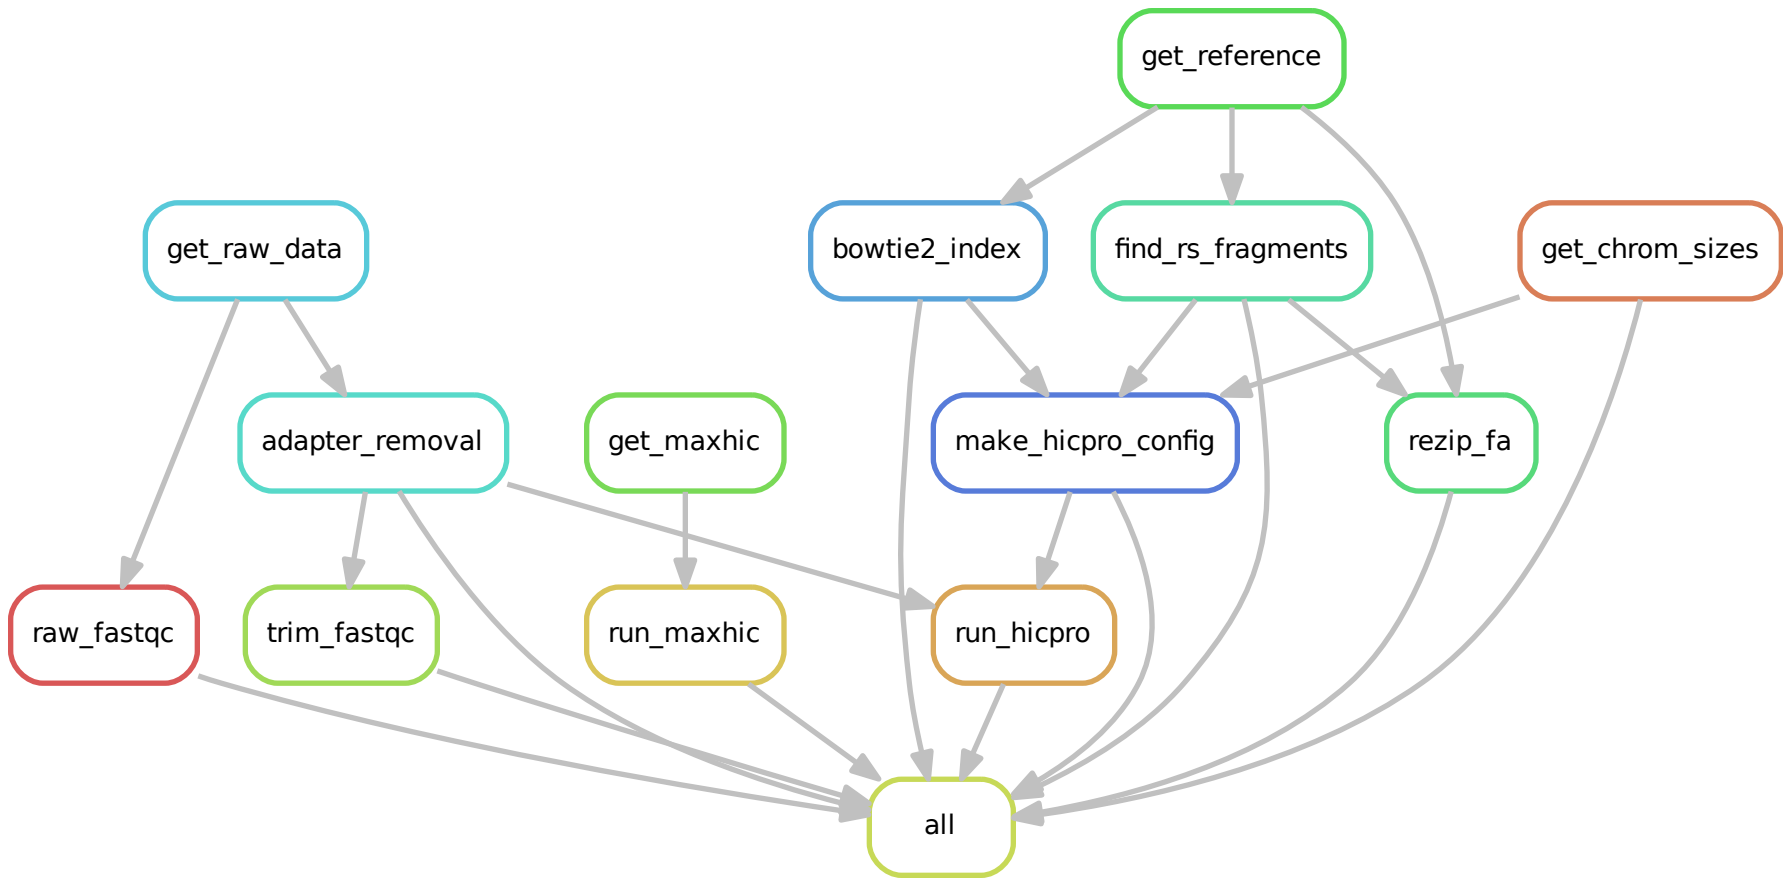 get_reference
get_raw_data
bowtie2_index
find_rs_fragments
get_chrom_sizes
adapter_removal
get_maxhic
make_hicpro_config
rezip_fa
raw_fastqc
trim_fastqc
run_maxhic
run_hicpro
all